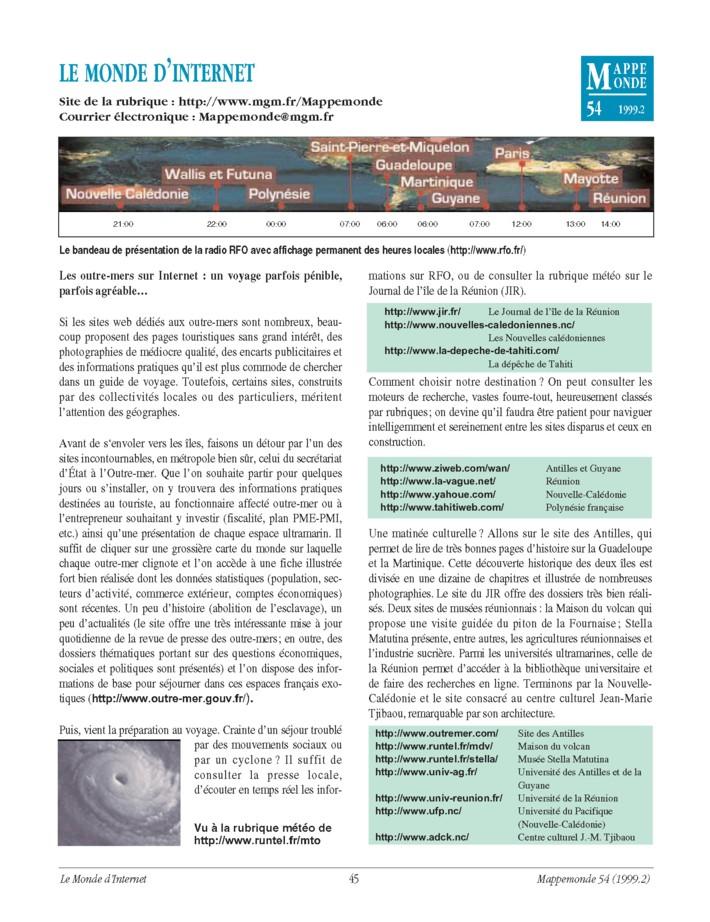 LE MONDE D'INTERNET
Site de la rubrique : http://www.mgm.fr/Mappemonde
Courrier électronique : Mappemonde@mgm.fr
MAPPE
MONDE
54 1999.2
Saint-Pierre-et-Miquelon
Paris
Guadeloupe
Wallis et Futuna
Martinique
Mayotte
Nouvelle Calédonie
Polynésie
Guyane
Réunion
21:00 22:00 00:00 07:00 06:00 06:00 07:00 12:00 13:00 14:00
Le bandeau de présentation de la radio RFO avec affichage permanent des heures locales (http://www.rfo.fr/)
Les outre-mers sur Internet : un voyage parfois pénible,
parfois agréable…
Si les sites web dédiés aux outre-mers sont nombreux, beau-
coup proposent des pages touristiques sans grand intérêt, des
photographies de médiocre qualité, des encarts publicitaires et
des informations pratiques qu'il est plus commode de chercher
dans un guide de voyage. Toutefois, certains sites, construits
par des collectivités locales ou des particuliers, méritent
l'attention des géographes.
Avant de s'envoler vers les îles, faisons un détour par l'un des
sites incontournables, en métropole bien sûr, celui du secrétariat
d'État à l'Outre-mer. Que l'on souhaite partir pour quelques
jours ou s'installer, on y trouvera des informations pratiques
destinées au touriste, au fonctionnaire affecté outre-mer ou à
l'entrepreneur souhaitant y investir (fiscalité, plan PME-PMI,
etc.) ainsi qu'une présentation de chaque espace ultramarin. Il
suffit de cliquer sur une grossière carte du monde sur laquelle
chaque outre-mer clignote et l'on accède à une fiche illustrée
fort bien réalisée dont les données statistiques (population, sec-
teurs d'activité, commerce extérieur, comptes économiques)
sont récentes. Un peu d'histoire (abolition de l'esclavage), un
peu d'actualités (le site offre une très intéressante mise à jour
quotidienne de la revue de presse des outre-mers ; en outre, des
dossiers thématiques portant sur des questions économiques,
sociales et politiques sont présentés) et l'on dispose des infor-
mations de base pour séjourner dans ces espaces français exo-
tiques (http://www.outre-mer.gouv.fr/).
Puis, vient la préparation au voyage. Crainte d'un séjour troublé
par des mouvements sociaux ou
par un cyclone ? Il suffit de
consulter la presse locale,
d'écouter en temps réel les infor-
Vu à la rubrique météo de
http://www.runtel.fr/mto
mations sur RFO, ou de consulter la rubrique météo sur le
Journal de l'île de la Réunion (JIR).
http://www.jir.fr/ Le Journal de l'île de la Réunion
http://www.nouvelles-caledoniennes.nc/
Les Nouvelles calédoniennes
http://www.la-depeche-de-tahiti.com/
La dépêche de Tahiti
Comment choisir notre destination ? On peut consulter les
moteurs de recherche, vastes fourre-tout, heureusement classés
par rubriques ; on devine qu'il faudra être patient pour naviguer
intelligemment et sereinement entre les sites disparus et ceux en
construction.
http://www.ziweb.com/wan/ Antilles et Guyane
http://www.la-vague.net/ Réunion
http://www.yahoue.com/ Nouvelle-Calédonie
http://www.tahitiweb.com/ Polynésie française
Une matinée culturelle ? Allons sur le site des Antilles, qui
permet de lire de très bonnes pages d'histoire sur la Guadeloupe
et la Martinique. Cette découverte historique des deux îles est
divisée en une dizaine de chapitres et illustrée de nombreuses
photographies. Le site du JIR offre des dossiers très bien réali-
sés. Deux sites de musées réunionnais : la Maison du volcan qui
propose une visite guidée du piton de la Fournaise ; Stella
Matutina présente, entre autres, les agricultures réunionnaises et
l'industrie sucrière. Parmi les universités ultramarines, celle de
la Réunion permet d'accéder à la bibliothèque universitaire et
de faire des recherches en ligne. Terminons par la Nouvelle-
Calédonie et le site consacré au centre culturel Jean-Marie
Tjibaou, remarquable par son architecture.
http://www.outremer.com/ Site des Antilles
http://www.runtel.fr/mdv/ Maison du volcan
http://www.runtel.fr/stella/ Musée Stella Matutina
http://www.univ-ag.fr/ Université des Antilles et de la
Guyane
http://www.univ-reunion.fr/ Université de la Réunion
http://www.ufp.nc/ Université du Pacifique
(Nouvelle-Calédonie)
http://www.adck.nc/ Centre culturel J.-M. Tjibaou
Le Monde d'Internet 45 Mappemonde 54 (1999.2)